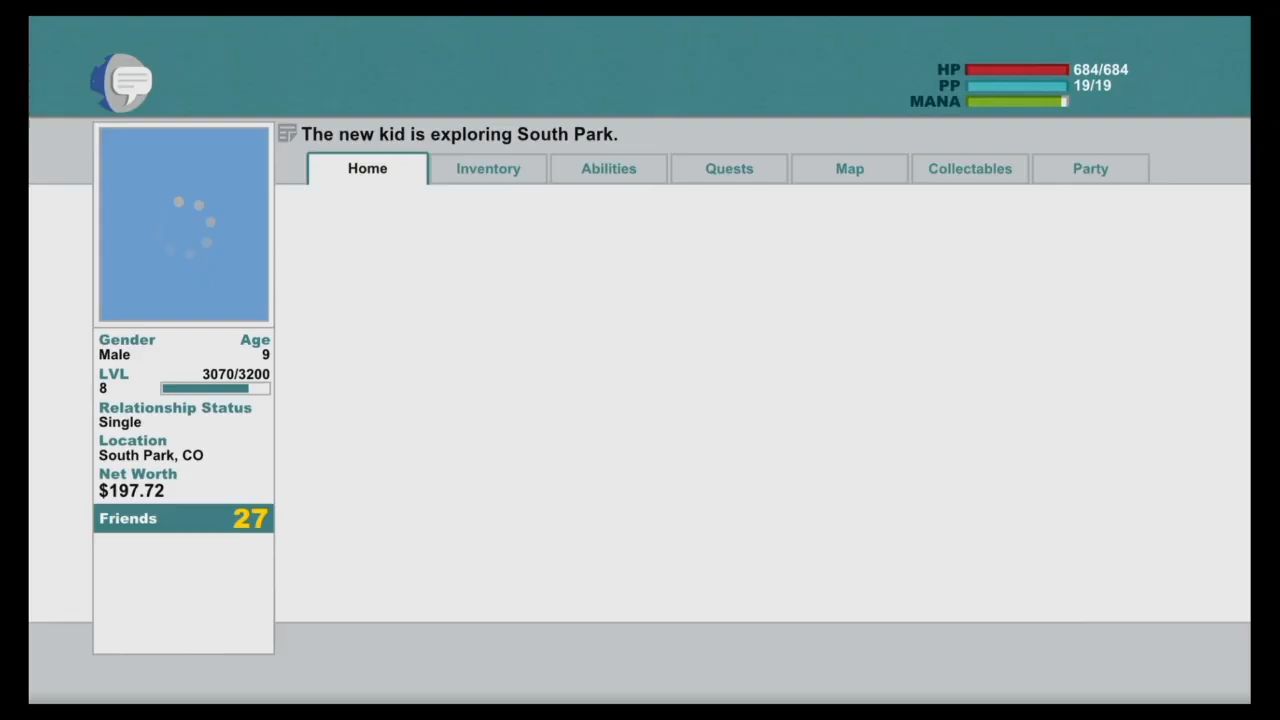 HP 684/684
PP 19/19
MANA
The new kid is exploring South Park.
Home Inventory Abilities Quests Map Collectables Party
Gender Age
Male 9
LVL 3070/3200
8
Relationship Status
Single
Location
South Park, CO
Net Worth
$197.72
Friends 27